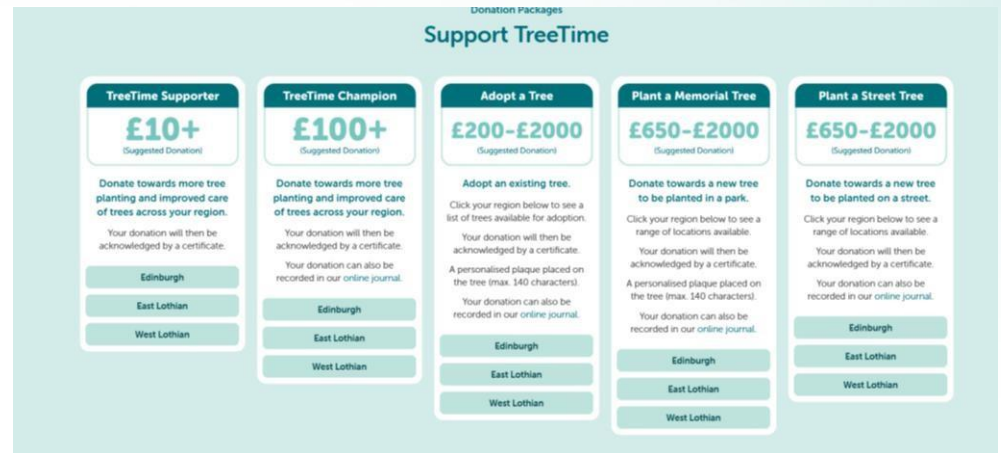 Donation Packages
Support TreeTime
TreeTime Supporter
£10+
(Suggested Donation)
Donate towards more tree
planting and improved care
of trees across your region.
Your donation will then be
acknowledged by a certificate.
Edinburgh
East Lothian
West Lothian
TreeTime Champion
£100+
(Suggested Donation)
Donate towards more tree
planting and improved care
of trees across your region.
Your donation will then be
acknowledged by a certificate.
Your donation can also be
recorded in our online journal.
Edinburgh
East Lothian
West Lothian
Adopt a Tree
£200-£2000
(Suggested Donation)
Adopt an existing tree.
Click your region below to see a
list of trees available for adoption.
Your donation will then be
acknowledged by a certificate.
A personalised plaque placed on
the tree (max. 140 characters).
Your donation can also be
recorded in our online journal.
Edinburgh
East Lothian
West Lothian
Plant a Memorial Tree
£650-£2000
(Suggested Donation)
Donate towards a new tree
to be planted in a park.
Click your region below to see a
range of locations available.
Your donation will then be
acknowledged by a certificate.
A personalised plaque placed on
the tree (max. 140 characters).
Your donation can also be
recorded in our online journal.
Edinburgh
East Lothian
West Lothian
Plant a Street Tree
£650-£2000
(Suggested Donation)
Donate towards a new tree
to be planted on a street.
Click your region below to see a
range of locations available.
Your donation will then be
acknowledged by a certificate.
Your donation can also be
recorded in our online journal.
Edinburgh
East Lothian
West Lothian